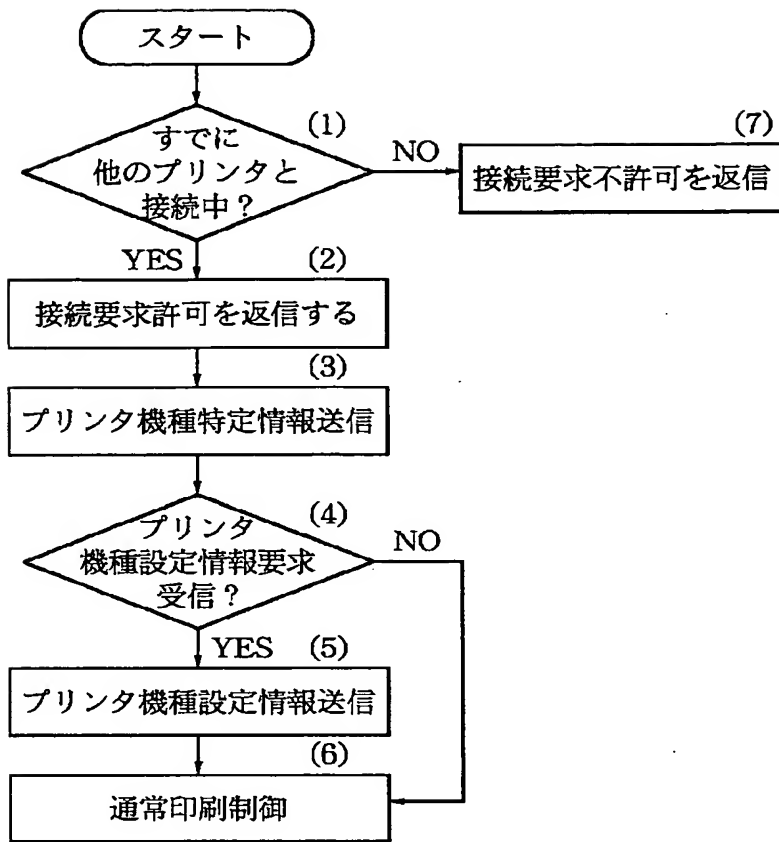 スタート
(1)
すでに
他のプリンタと
接続中？
NO
(7)
接続要求不許可を返信
YES
(2)
接続要求許可を返信する
(3)
プリンタ機種特定情報送信
(4)
プリンタ
機種設定情報要求
受信？
NO
YES
(5)
プリンタ機種設定情報送信
(6)
通常印刷制御